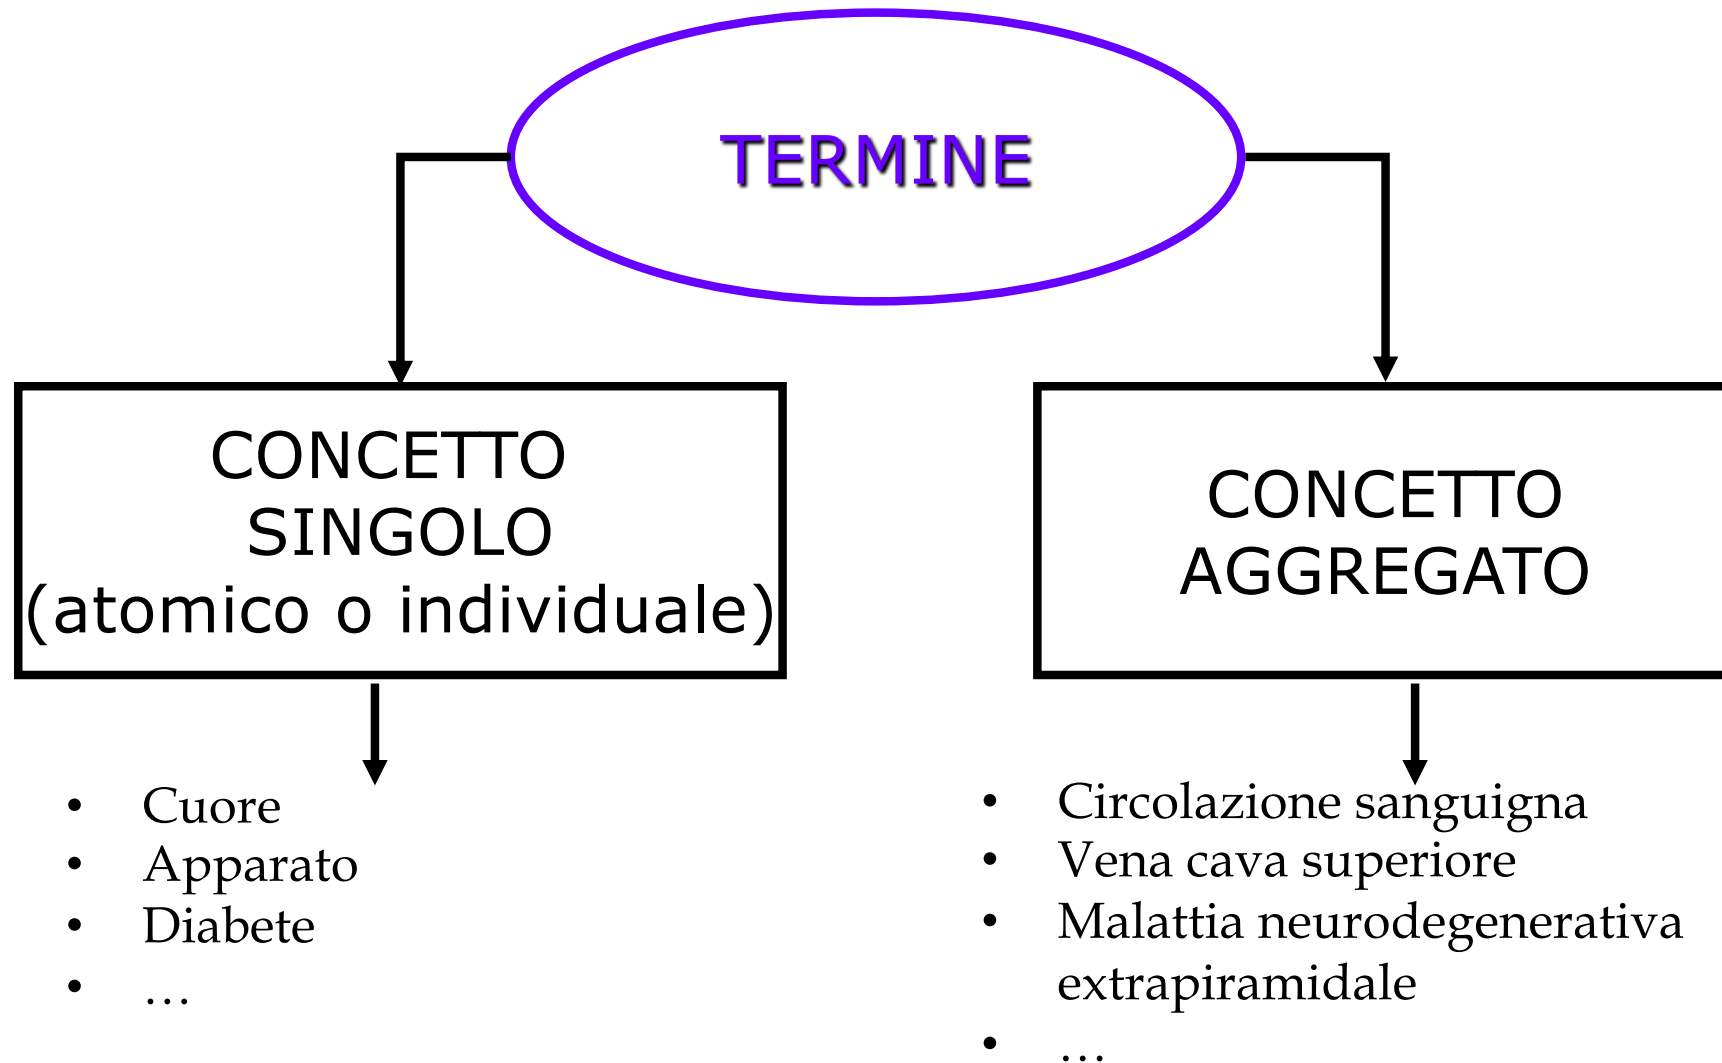 TERMINE
CONCETTO
SINGOLO
(atomico o individuale)
• Cuore
• Apparato
• Diabete
• …
CONCETTO
AGGREGATO
• Circolazione sanguigna
• Vena cava superiore
• Malattia neurodegenerativa
extrapiramidale
• …